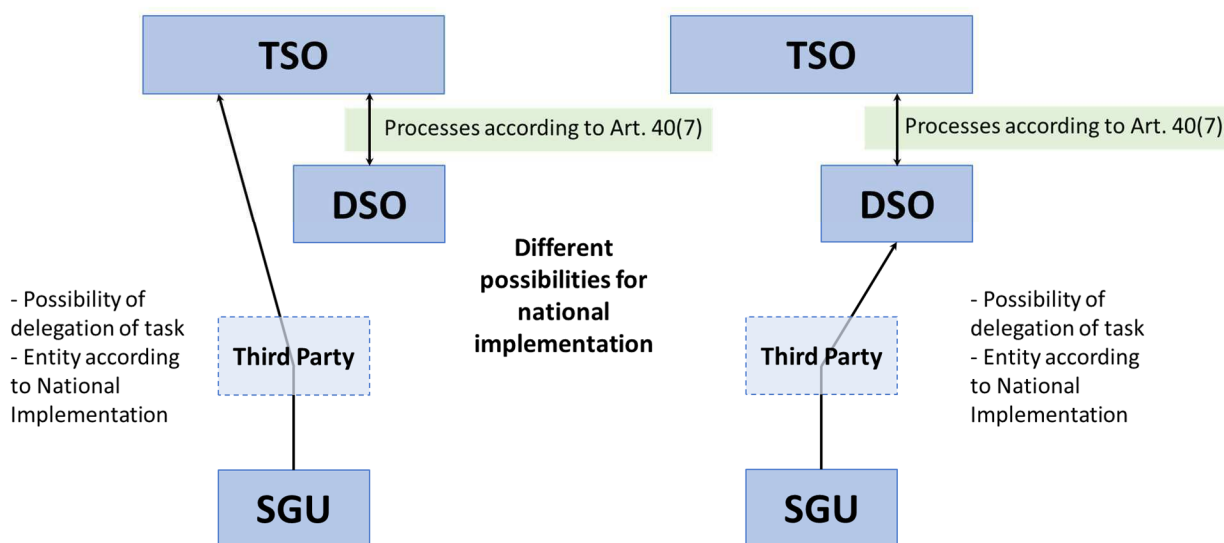 TSO
Processes according to Art. 40(7)
DSO
- Possibility of
delegation of task
- Entity according
to National
Implementation
Third Party
SGU
Different
possibilities for
national
implementation
TSO
Processes according to Art. 40(7)
DSO
Third Party
- Possibility of
delegation of task
- Entity according
to National
Implementation
SGU